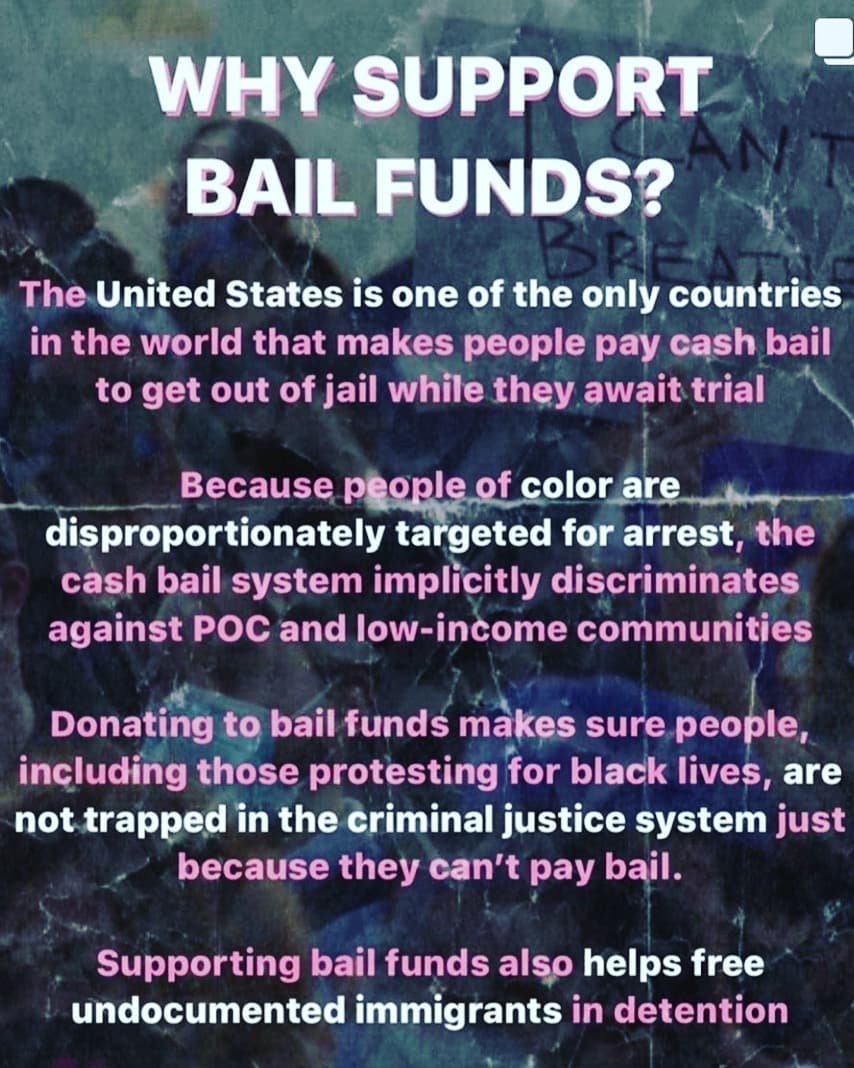 WHY SUPPORT
BAIL FUNDS?
I CAN'T
BREATHE
The United States is one of the only countries
in the world that makes people pay cash bail
to get out of jail while they await trial
Because people of color are
disproportionately targeted for arrest, the
cash bail system implicitly discriminates
against POC and low-income communities
Donating to bail funds makes sure people,
including those protesting for black lives, are
not trapped in the criminal justice system just
because they can't pay bail.
Supporting bail funds also helps free
undocumented immigrants in detention